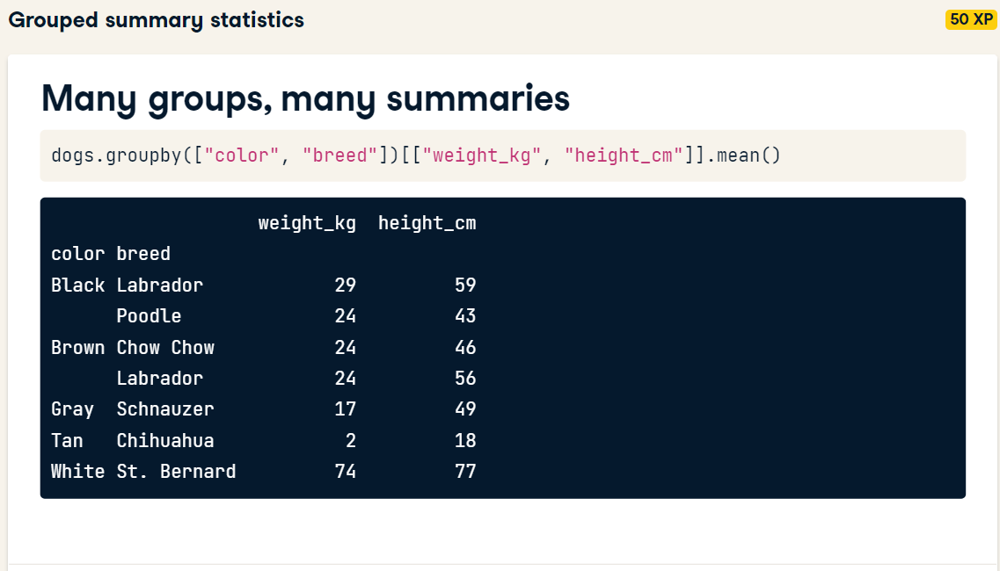 Grouped summary statistics
50 XP
Many groups, many summaries
dogs.groupby(["color", "breed"])[["weight_kg", "height_cm"]].mean()
weight_kg height_cm
color breed
Black Labrador 29 59
Poodle 24 43
Brown Chow Chow 24 46
Labrador 24 56
Gray Schnauzer 17 49
Tan Chihuahua 2 18
White St. Bernard 74 77